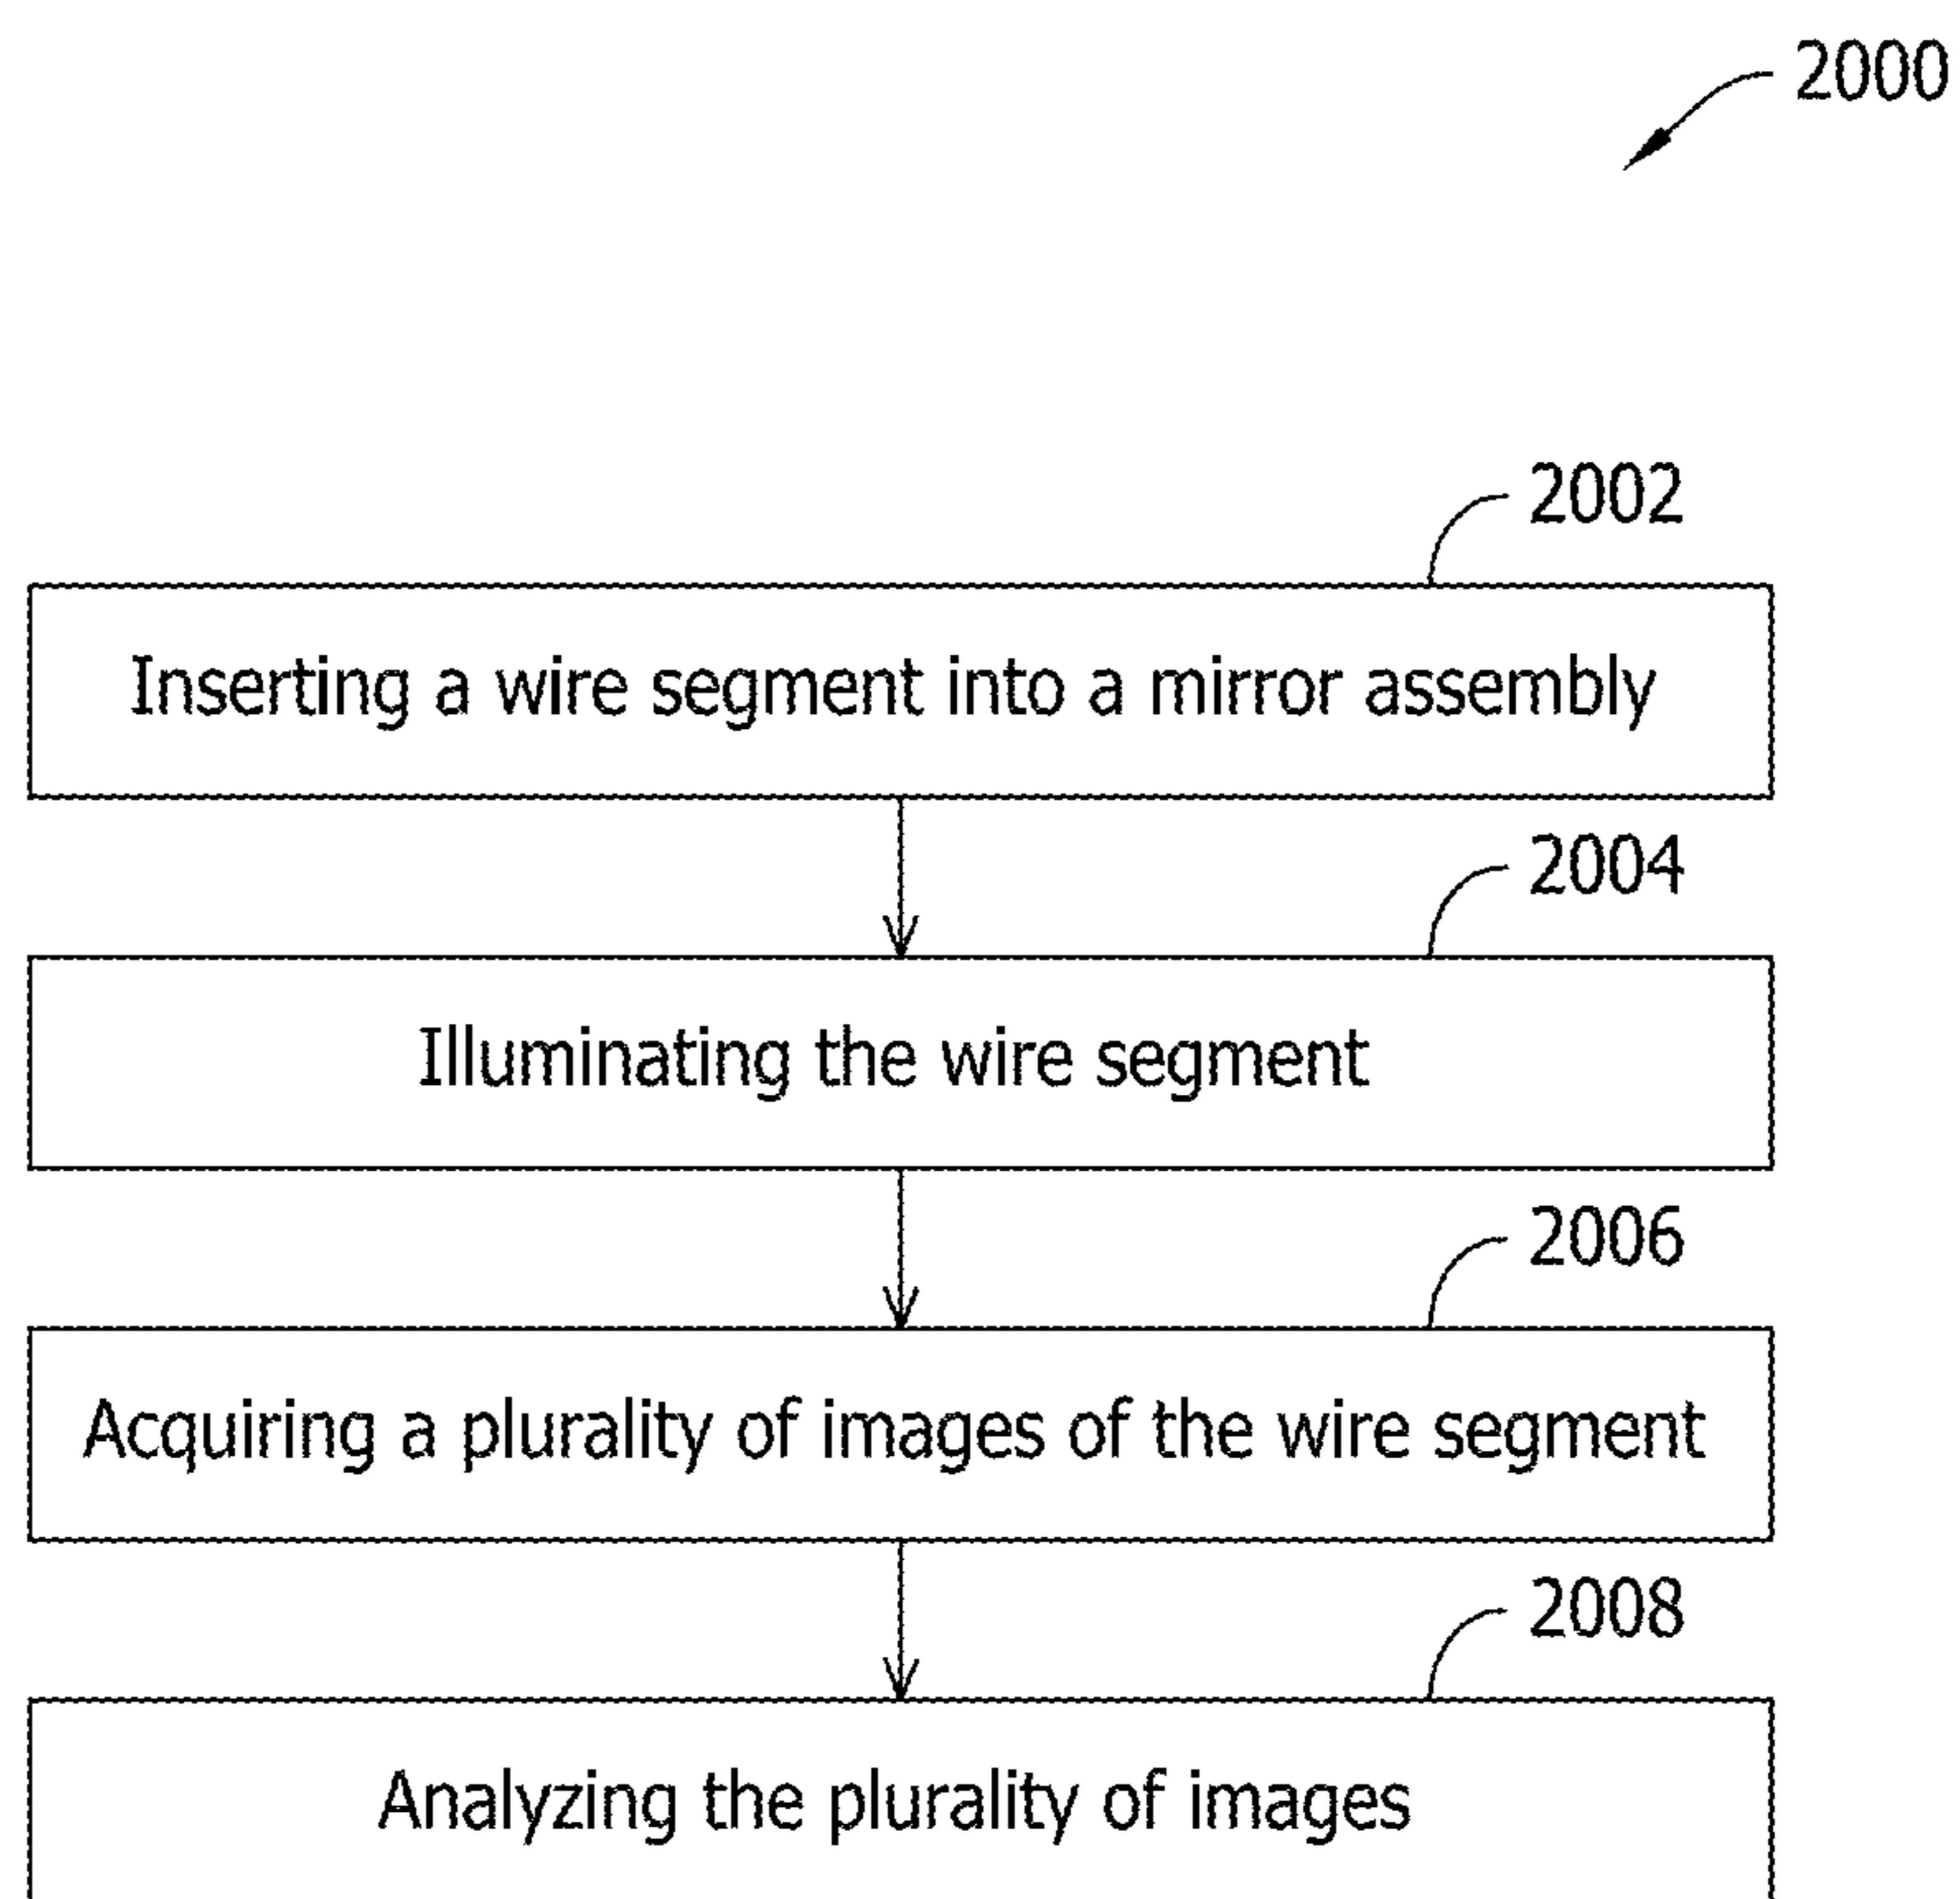 2000
2002
Inserting a wire segment into a mirror assembly
2004
Illuminating the wire segment
2006
Acquiring a plurality of images of the wire segment
2008
Analyzing the plurality of images